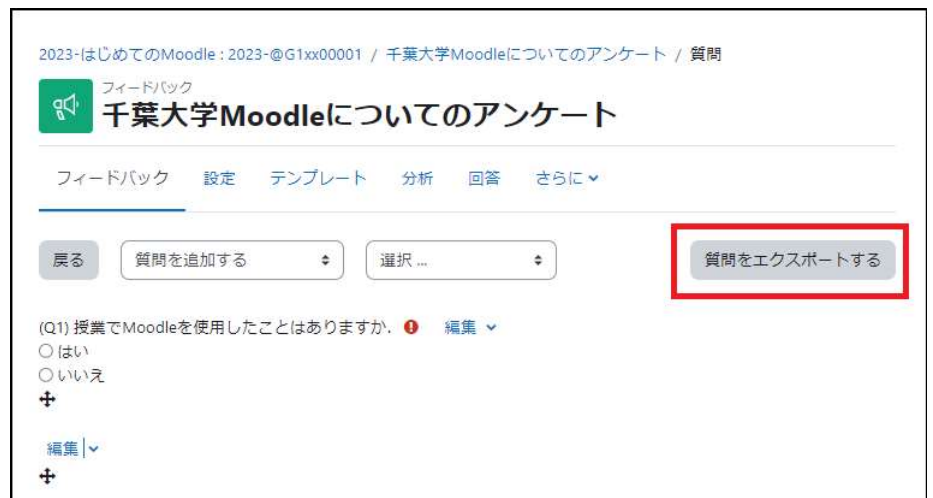 2023-はじめてのMoodle : 2023-@G1xx00001 / 千葉大学Moodleについてのアンケート / 質問
フィードバック
千葉大学Moodleについてのアンケート
フィードバック 設定 テンプレート 分析 回答 さらに
戻る 質問を追加する 選択 ... 質問をエクスポートする
(Q1) 授業でMoodleを使用したことはありますか. 編集
はい
いいえ
編集